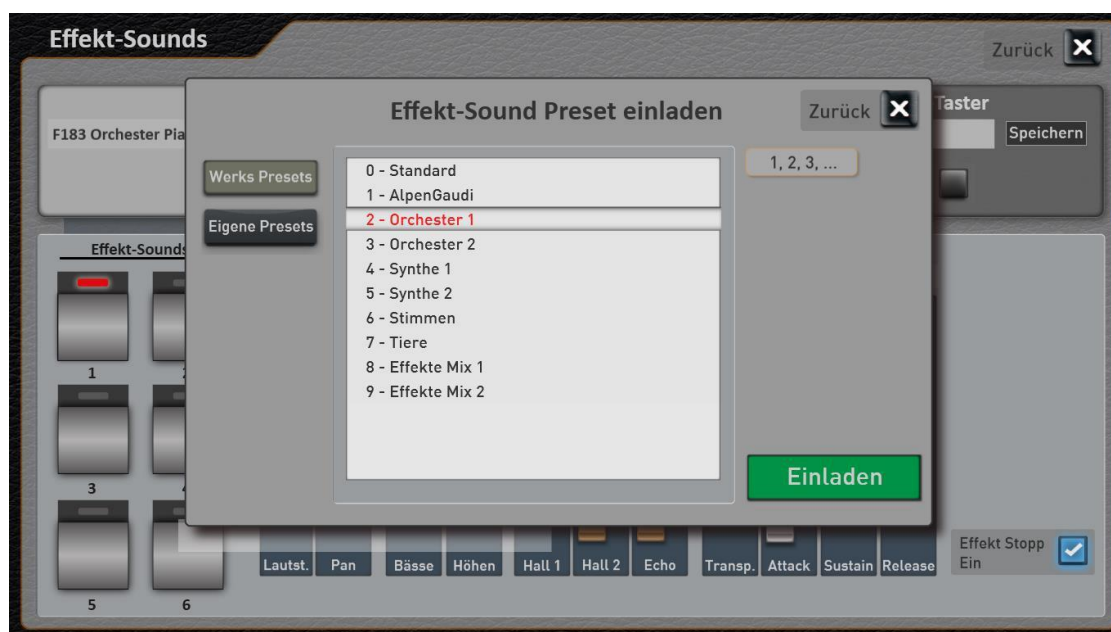 Effekt-Sounds
Zurück
Effekt-Sound Preset einladen
Zurück
Taster
F183 Orchester Pia
Speichern
Werks Presets
Eigene Presets
0 - Standard
1 - AlpenGaudi
2 - Orchester 1
3 - Orchester 2
4 - Synthe 1
5 - Synthe 2
6 - Stimmen
7 - Tiere
8 - Effekte Mix 1
9 - Effekte Mix 2
1, 2, 3, ...
Einladen
Effekt-Sounds
1
3
5
6
Lautst. Pan Bässe Höhen Hall 1 Hall 2 Echo Transp. Attack Sustain Release
Effekt Stopp
Ein